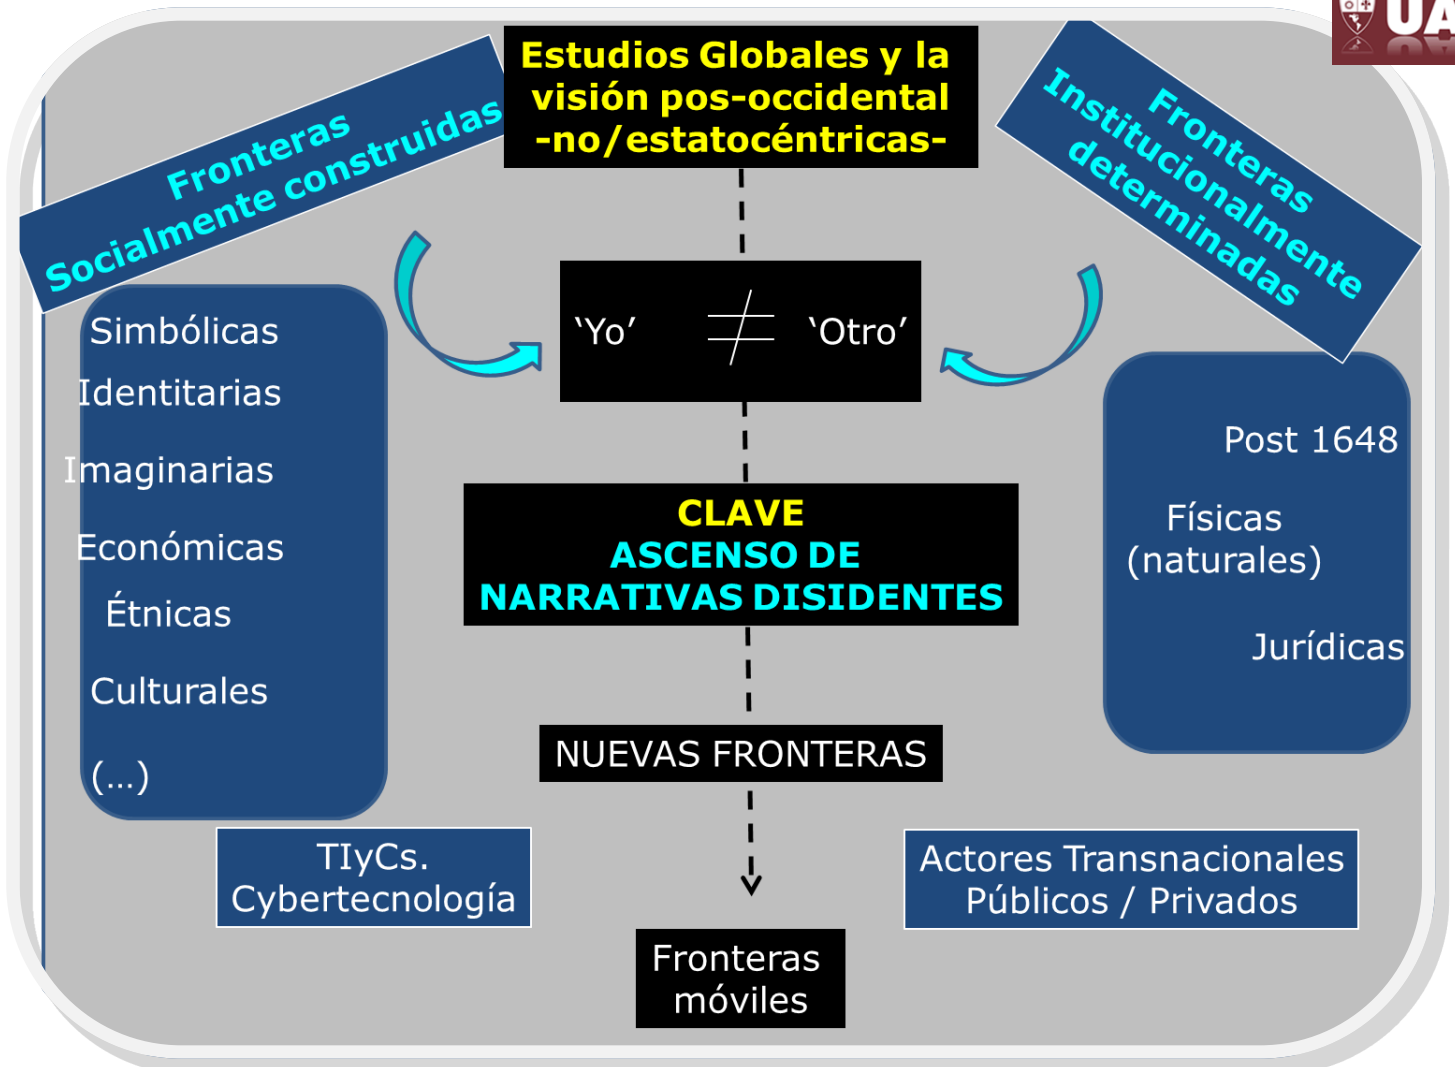 UA
Estudios Globales y la
visión pos-occidental
-no/estatocéntricas-
Fronteras
Socialmente construidas
Fronteras
Institucionalmente
determinadas
‘Yo’ ≠ ‘Otro’
Simbólicas
Identitarias
Imaginarias
Económicas
Étnicas
Culturales
(...)
Post 1648
Físicas
(naturales)
Jurídicas
CLAVE
ASCENSO DE
NARRATIVAS DISIDENTES
NUEVAS FRONTERAS
TIyCs.
Cybertecnología
Actores Transnacionales
Públicos / Privados
Fronteras
móviles